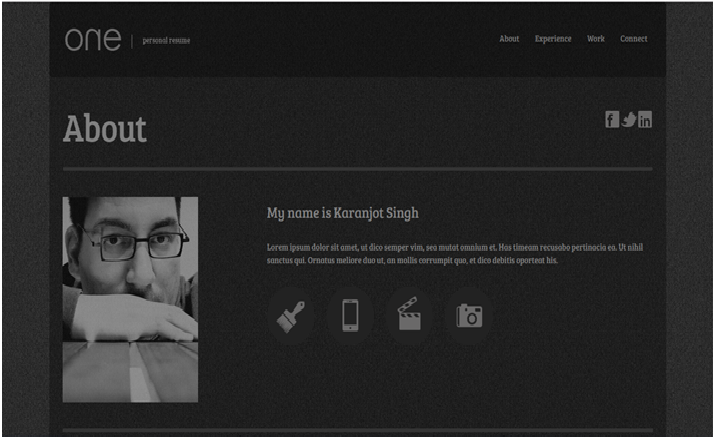 one | personal resume
About Experience Work Connect
About
My name is Karanjot Singh
Lorem ipsum dolor sit amet, ut dico semper vim, sea mutat omnium et. Has timeam recusabo pertinacia ea. Ut nihil
sanctus qui. Ornatus meliore duo ut, an mollis corrumpit quo, et dico debitis oporteat his.